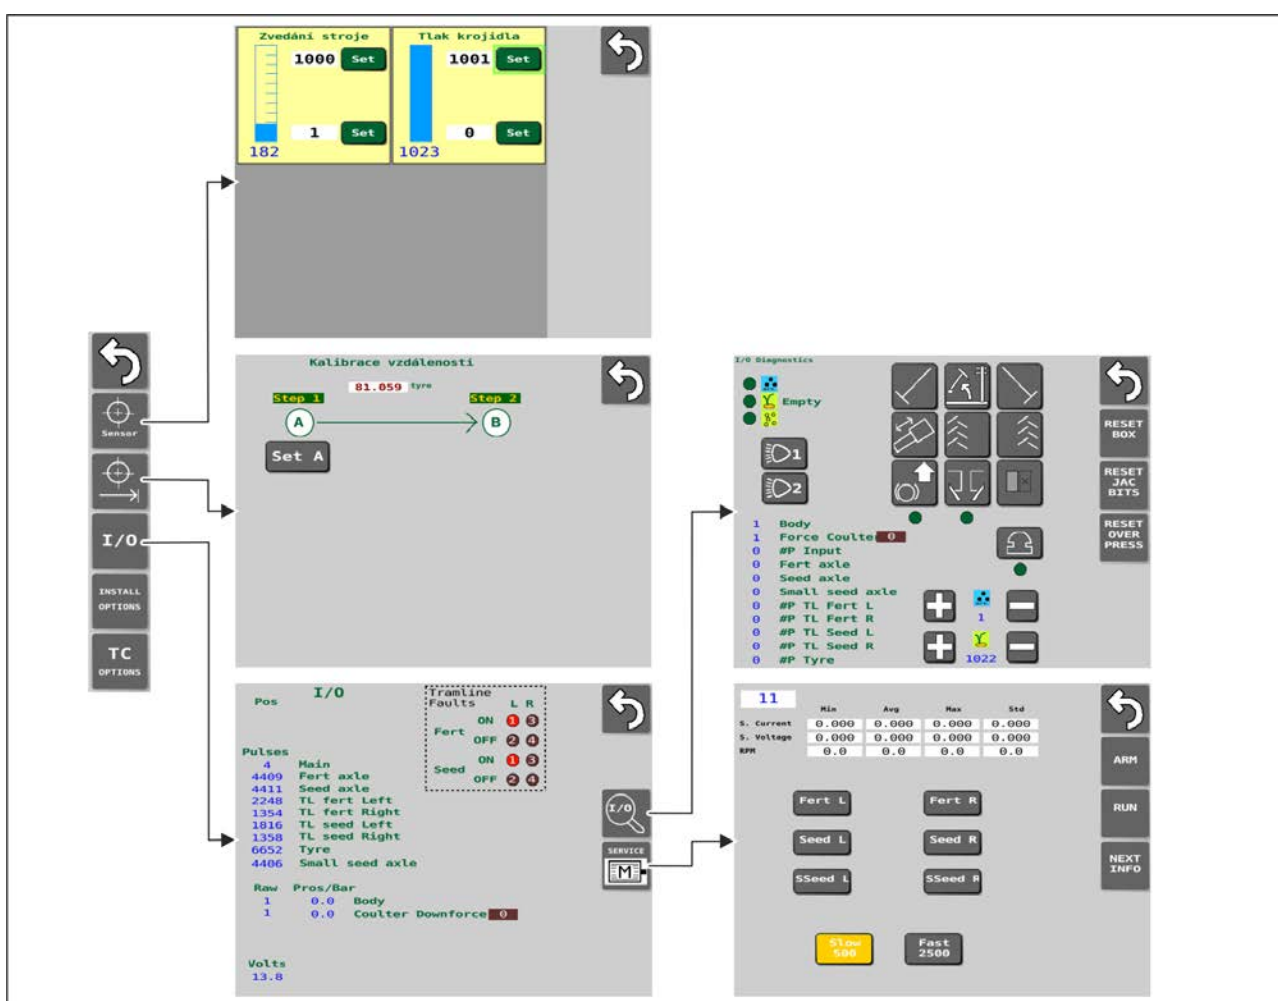 Zvedání stroje
Tlak krojidla
1000 Set
1001 Set
1 Set
0 Set
182
1023
Sensor
I/O
INSTALL
OPTIONS
TC
OPTIONS
Kalibrace vzdálenosti
81.059 tyre
Step 1
Step 2
A
B
Set A
I/O Diagnostics
Empty
1
2
RESET
BOX
RESET
JAC
BITS
RESET
OVER
PRESS
1 Body
1 Force Coulte 0
0 #P Input
0 Fert axle
0 Seed axle
0 Small seed axle
0 #P TL Fert L
0 #P TL Fert R
0 #P TL Seed L
0 #P TL Seed R
0 #P Tyre
1
1022
I/O
Pos
Tramline
Faults L R
Fert
ON 1 3
OFF 2 4
Seed
ON 1 3
OFF 2 4
Pulses
4 Main
4409 Fert axle
4411 Seed axle
2248 TL fert Left
1354 TL fert Right
1816 TL seed Left
1358 TL seed Right
6652 Tyre
4406 Small seed axle
Raw Pros/Bar
1 0.0 Body
1 0.0 Coulter Downforce 0
Volts
13.8
I/O
SERVICE
M
11
Min Avg Max Std
S. Current 0.000 0.000 0.000 0.000
S. Voltage 0.000 0.000 0.000 0.000
RPM 0.0 0.0 0.0 0.0
Fert L
Fert R
Seed L
Seed R
SSeed L
SSeed R
Slow
500
Fast
2500
ARM
RUN
NEXT
INFO